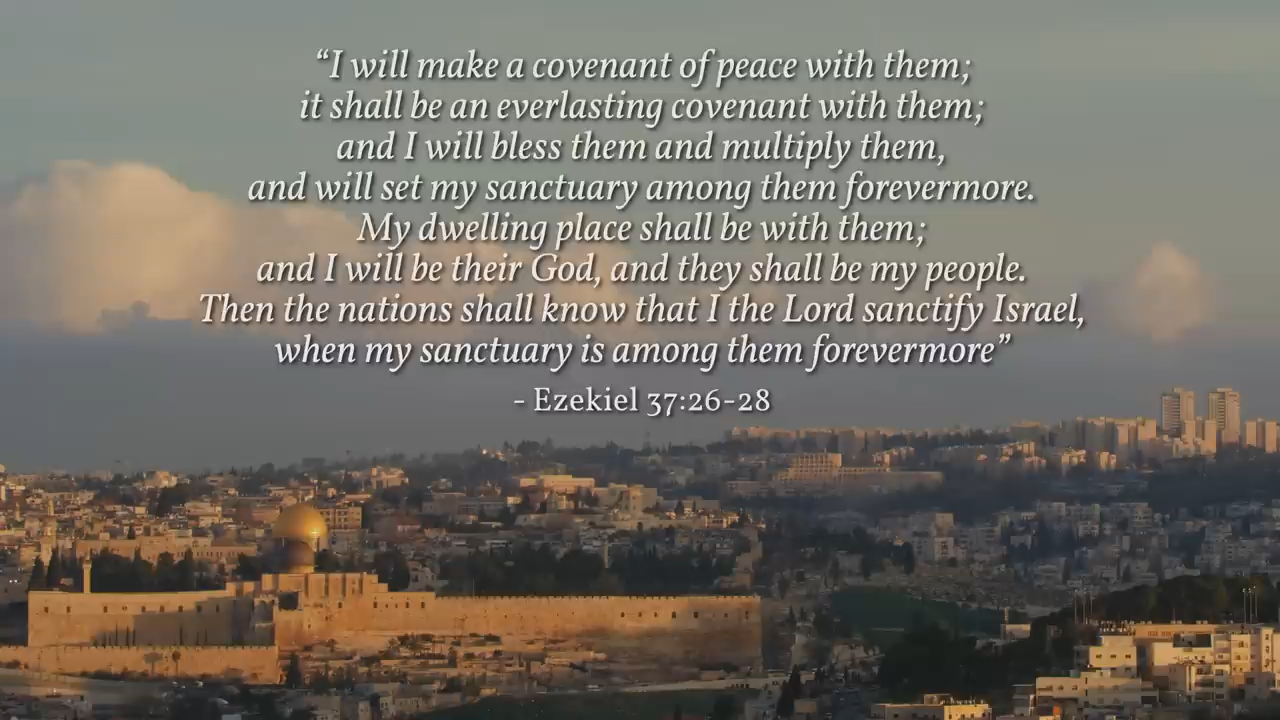 “I will make a covenant of peace with them;
it shall be an everlasting covenant with them;
and I will bless them and multiply them,
and will set my sanctuary among them forevermore.
My dwelling place shall be with them;
and I will be their God, and they shall be my people.
Then the nations shall know that I the Lord sanctify Israel,
when my sanctuary is among them forevermore”
- Ezekiel 37:26-28